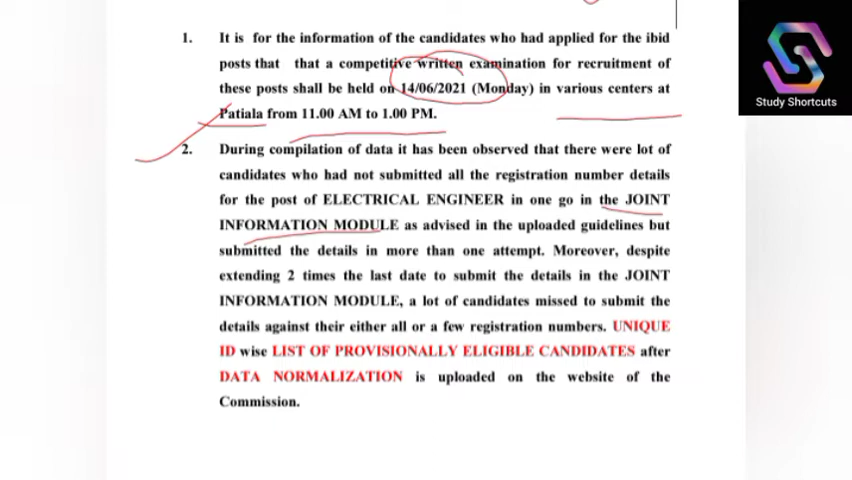 1. It is for the information of the candidates who had applied for the ibid
posts that that a competitive written examination for recruitment of
these posts shall be held on 14/06/2021 (Monday) in various centers at
Patiala from 11.00 AM to 1.00 PM.
2. During compilation of data it has been observed that there were lot of
candidates who had not submitted all the registration number details
for the post of ELECTRICAL ENGINEER in one go in the JOINT
INFORMATION MODULE as advised in the uploaded guidelines but
submitted the details in more than one attempt. Moreover, despite
extending 2 times the last date to submit the details in the JOINT
INFORMATION MODULE, a lot of candidates missed to submit the
details against their either all or a few registration numbers. UNIQUE
ID wise LIST OF PROVISIONALLY ELIGIBLE CANDIDATES after
DATA NORMALIZATION is uploaded on the website of the
Commission.
Study Shortcuts